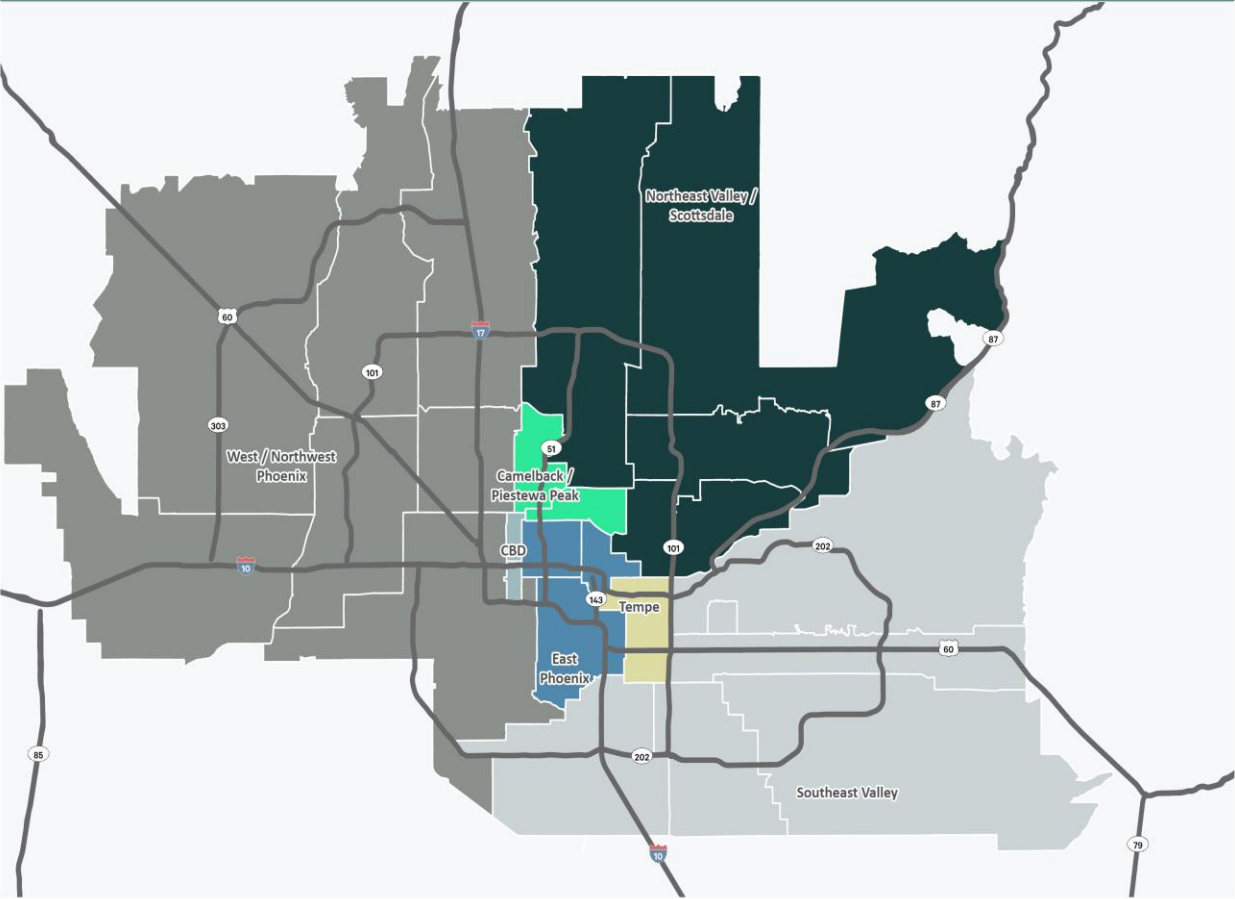 Northeast Valley /
Scottsdale
60
17
87
101
87
303
51
West / Northwest
Phoenix
Camelback /
Piestewa Peak
CBD
101
202
10
143
Tempe
60
East
Phoenix
85
202
Southeast Valley
10
79